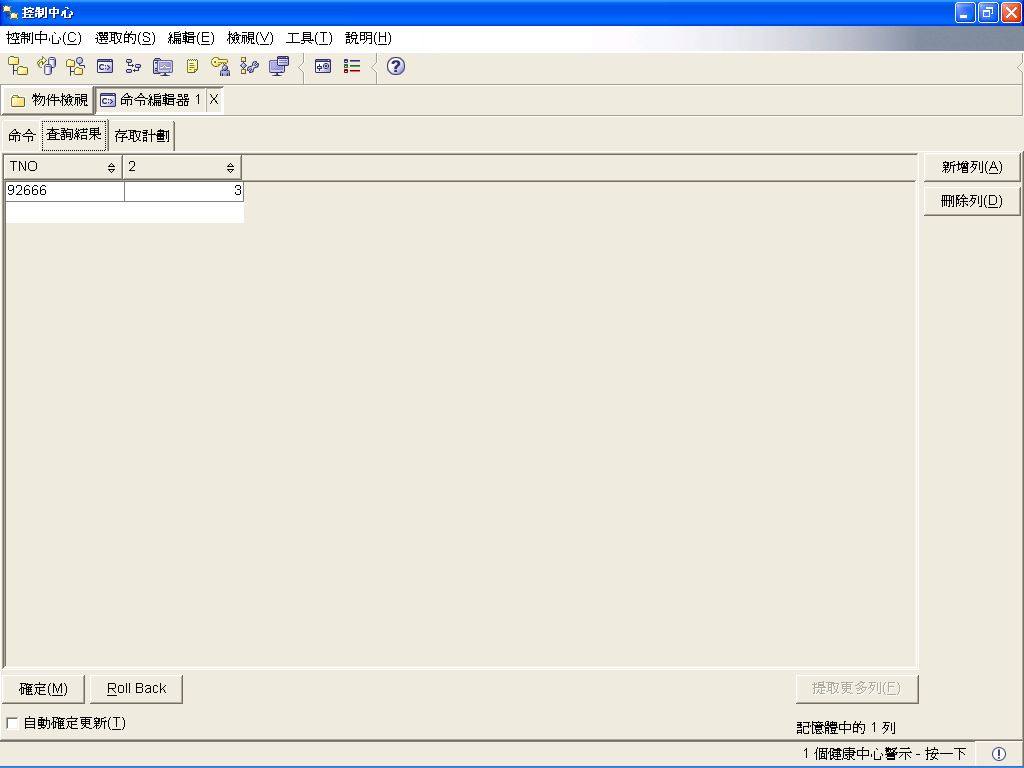 控制中心
控制中心(C) 選取的(S) 編輯(E) 檢視(V) 工具(T) 說明(H)
物件檢視 命令編輯器 1 X
命令 查詢結果 存取計劃
TNO 2
92666 3
新增列(A)
刪除列(D)
確定(M) Roll Back 提取更多列(F)
自動確定更新(T)
記憶體中的 1 列
1 個健康中心警示 - 按一下